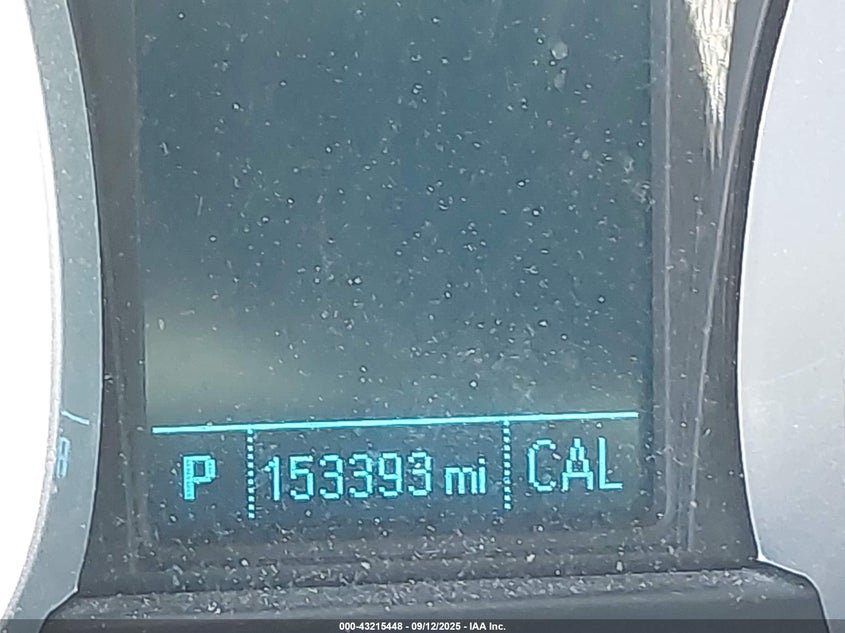 P 153393 mi CAL
000-43215448 - 09/12/2025 - IAA Inc.